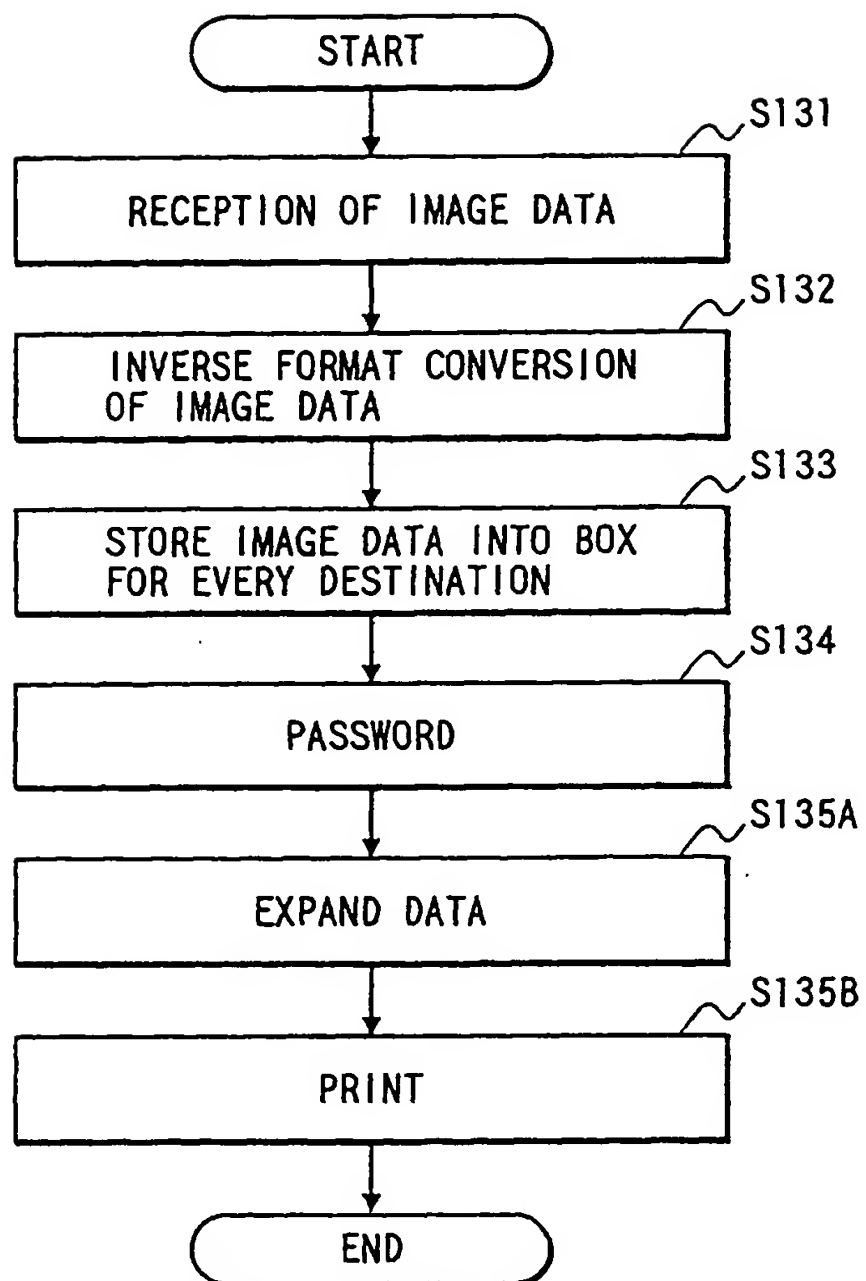 START
S131
RECEPTION OF IMAGE DATA
S132
INVERSE FORMAT CONVERSION
OF IMAGE DATA
S133
STORE IMAGE DATA INTO BOX
FOR EVERY DESTINATION
S134
PASSWORD
S135A
EXPAND DATA
S135B
PRINT
END